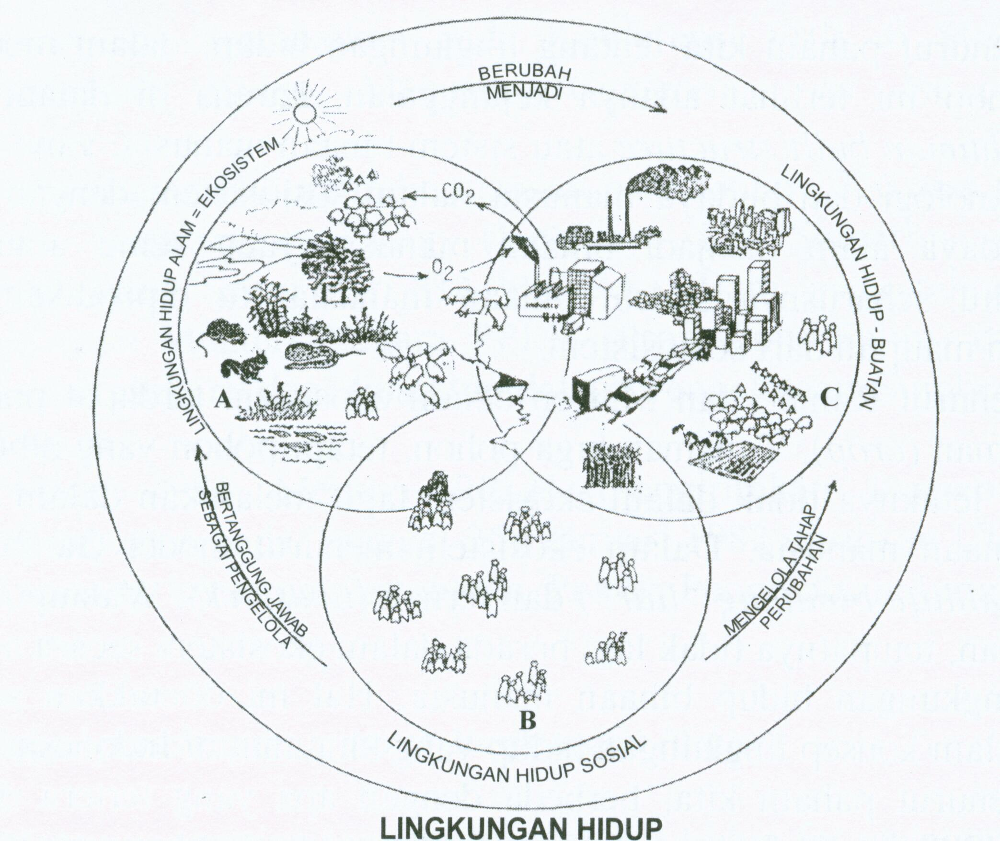 BERUBAH
MENJADI
LINGKUNGAN HIDUP ALAM = EKOSISTEM
LINGKUNGAN HIDUP - BUATAN
CO2
O2
A
C
BERTANGGUNG JAWAB
SEBAGAI PENGELOLA
MENGELOLA TAHAP
PERUBAHAN
B
LINGKUNGAN HIDUP SOSIAL
LINGKUNGAN HIDUP